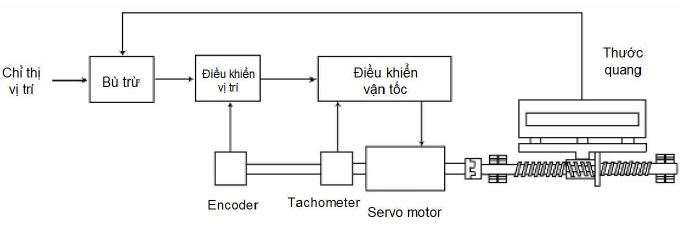 Thước
quang
Chỉ thị
vị trí
Bù trừ
Điều khiển
vị trí
Điều khiển
vận tốc
Encoder
Tachometer
Servo motor